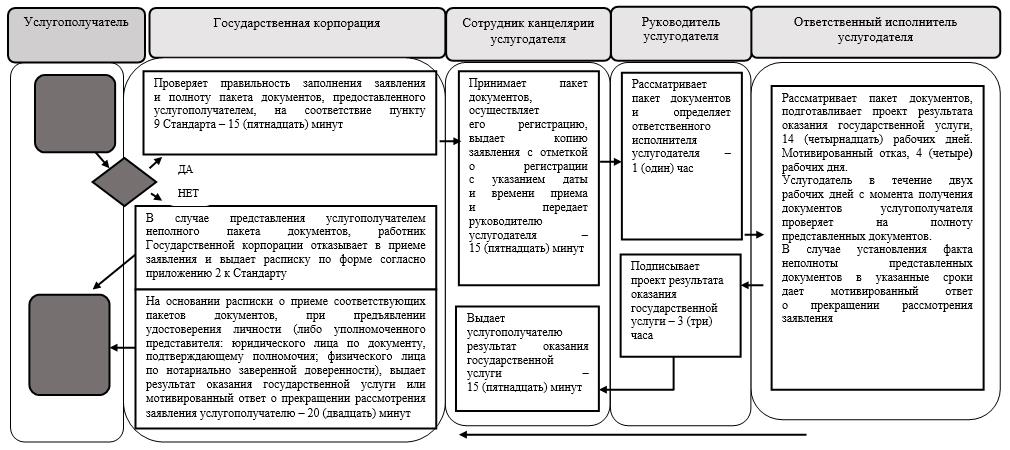 Услугополучатель
Государственная корпорация
Сотрудник канцелярии
услугодателя
Руководитель
услугодателя
Ответственный исполнитель
услугодателя
Проверяет правильность заполнения заявления
и полноту пакета документов, предоставленного
услугополучателем, на соответствие пункту
9 Стандарта – 15 (пятнадцать) минут
ДА
НЕТ
В случае представления услугополучателем
неполного пакета документов, работник
Государственной корпорации отказывает в приеме
заявления и выдает расписку по форме согласно
приложению 2 к Стандарту
На основании расписки о приеме соответствующих
пакетов документов, при предъявлении
удостоверения личности (либо уполномоченного
представителя: юридического лица по документу,
подтверждающему полномочия; физического лица
по нотариально заверенной доверенности), выдает
результат оказания государственной услуги или
мотивированный ответ о прекращении рассмотрения
заявления услугополучателю – 20 (двадцать) минут
Принимает пакет
документов,
осуществляет
его регистрацию,
выдает копию
заявления с отметкой
о регистрации
с указанием даты
и времени приема
и передает
руководителю
услугодателя –
15 (пятнадцать) минут
Выдает
услугополучателю
результат оказания
государственной
услуги –
15 (пятнадцать) минут
Рассматривает
пакет документов
и определяет
ответственного
исполнителя
услугодателя –
1 (один) час
Подписывает
проект результата
оказания
государственной
услуги – 3 (три)
часа
Рассматривает пакет документов,
подготавливает проект результата
оказания государственной услуги,
14 (четырнадцать) рабочих дней.
Мотивированный отказ, 4 (четыре)
рабочих дня.
Услугодатель в течение двух
рабочих дней с момента получения
документов услугополучателя
проверяет на полноту
представленных документов.
В случае установления факта
неполноты представленных
документов в указанные сроки
дает мотивированный ответ
о прекращении рассмотрения
заявления